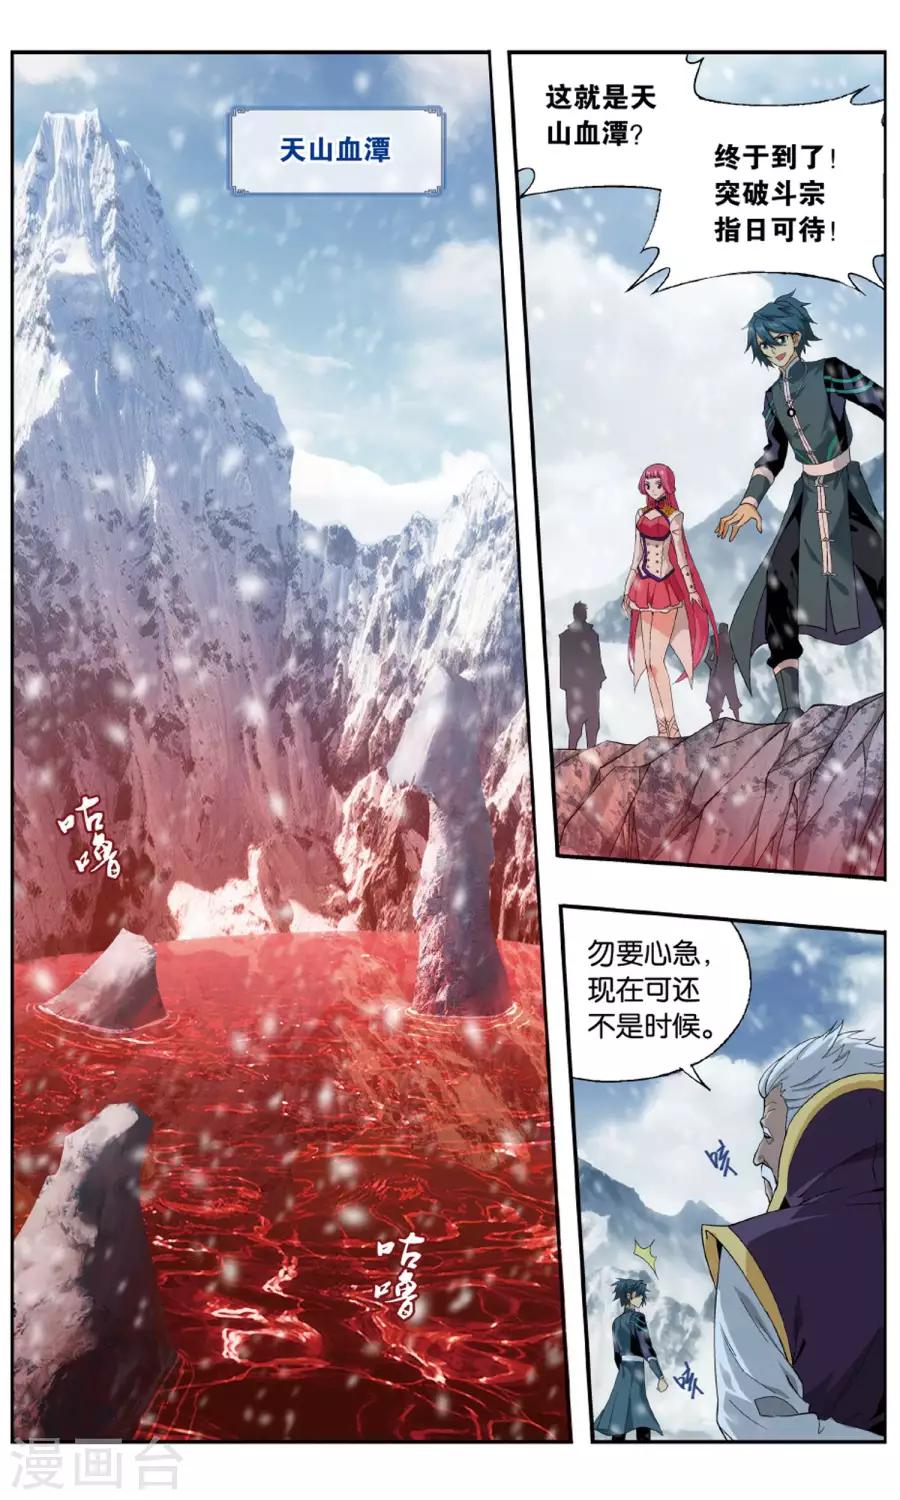 天山血潭
咕
噜
咕
噜
这就是天
山血潭？
终于到了！
突破斗宗
指日可待！
勿要心急，
现在可还
不是时候。
咳
咳
漫画台